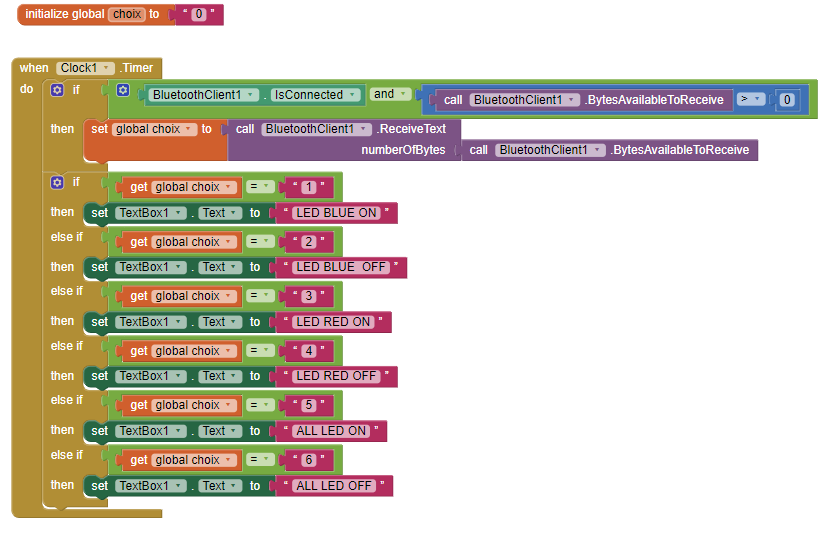 initialize global choix to " 0 "
when Clock1 .Timer
do if BluetoothClient1 . IsConnected and call BluetoothClient1 .BytesAvailableToReceive > 0
then set global choix to call BluetoothClient1 .ReceiveText
numberOfBytes call BluetoothClient1 .BytesAvailableToReceive
if get global choix = " 1 "
then set TextBox1 . Text to " LED BLUE ON "
else if get global choix = " 2 "
then set TextBox1 . Text to " LED BLUE OFF "
else if get global choix = " 3 "
then set TextBox1 . Text to " LED RED ON "
else if get global choix = " 4 "
then set TextBox1 . Text to " LED RED OFF "
else if get global choix = " 5 "
then set TextBox1 . Text to " ALL LED ON "
else if get global choix = " 6 "
then set TextBox1 . Text to " ALL LED OFF "